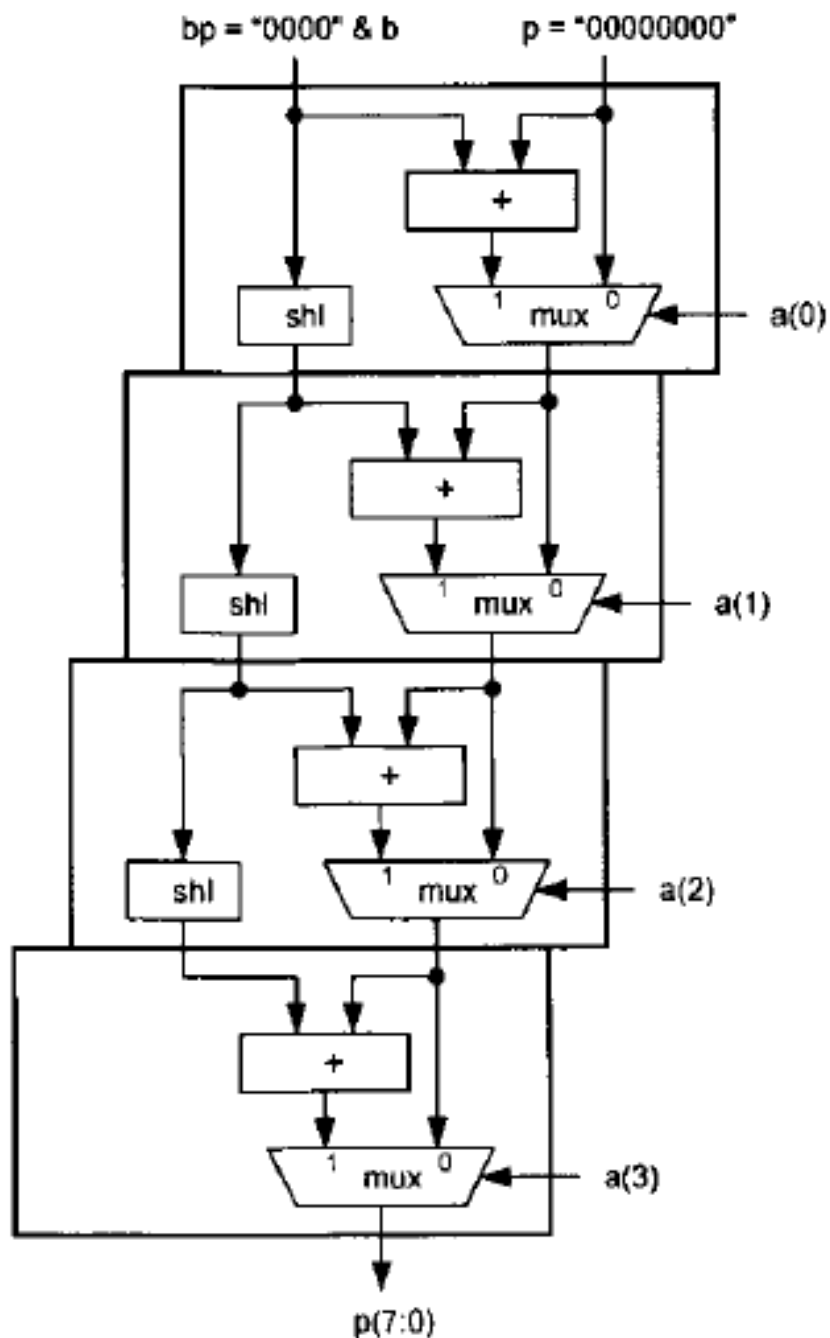 bp = "0000" & b p = "00000000"
+
1 0
shl mux a(0)
+
1 0
shl mux a(1)
+
1 0
shl mux a(2)
+
1 0
mux a(3)
p(7:0)